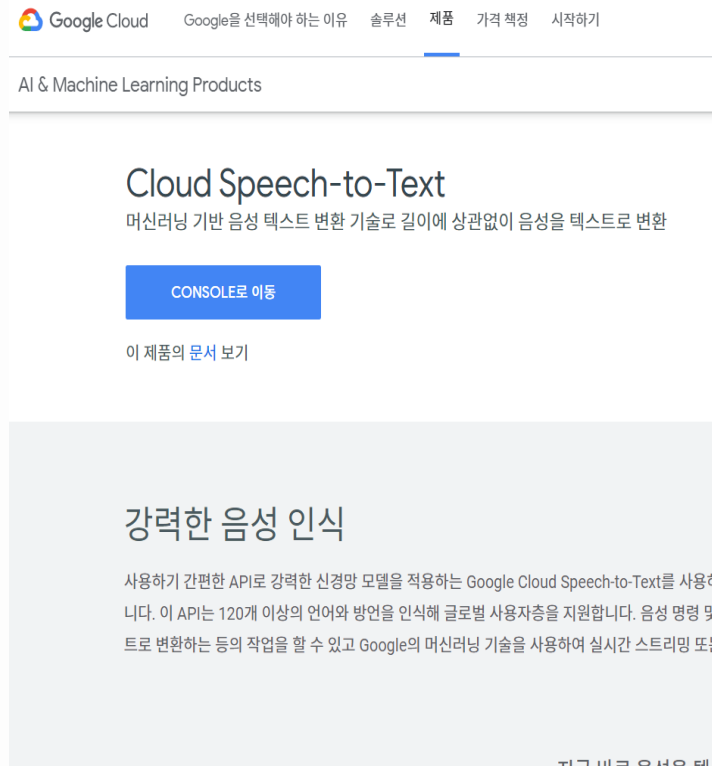 Google Cloud Google을 선택해야 하는 이유 솔루션 제품 가격 책정 시작하기
AI & Machine Learning Products
Cloud Speech-to-Text
머신러닝 기반 음성 텍스트 변환 기술로 길이에 상관없이 음성을 텍스트로 변환
CONSOLE로 이동
이 제품의 문서 보기
강력한 음성 인식
사용하기 간편한 API로 강력한 신경망 모델을 적용하는 Google Cloud Speech-to-Text를
니다. 이 API는 120개 이상의 언어와 방언을 인식해 글로벌 사용자층을 지원합니다. 음성 명령
트로 변환하는 등의 작업을 할 수 있고 Google의 머신러닝 기술을 사용하여 실시간 스트리밍